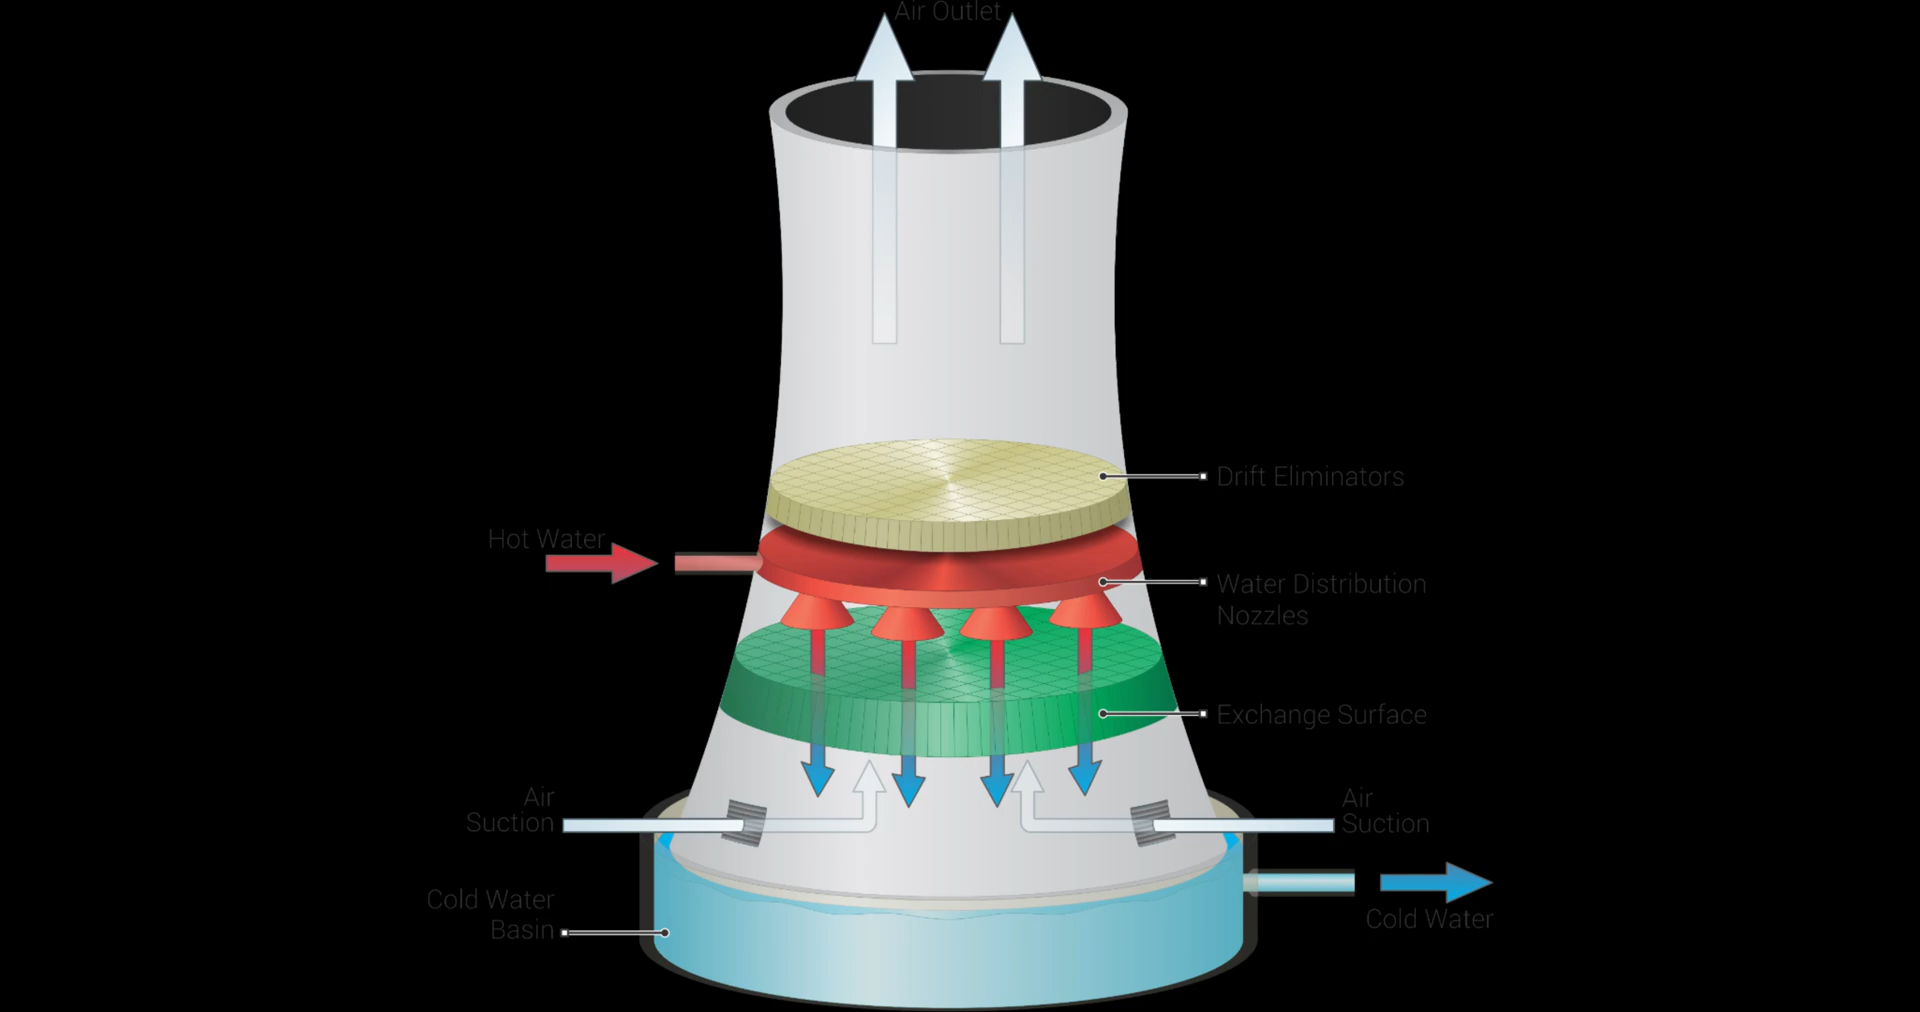 Air Outlet
Drift Eliminators
Hot Water
Water Distribution
Nozzles
Exchange Surface
Air
Suction
Air
Suction
Cold Water
Basin
Cold Water